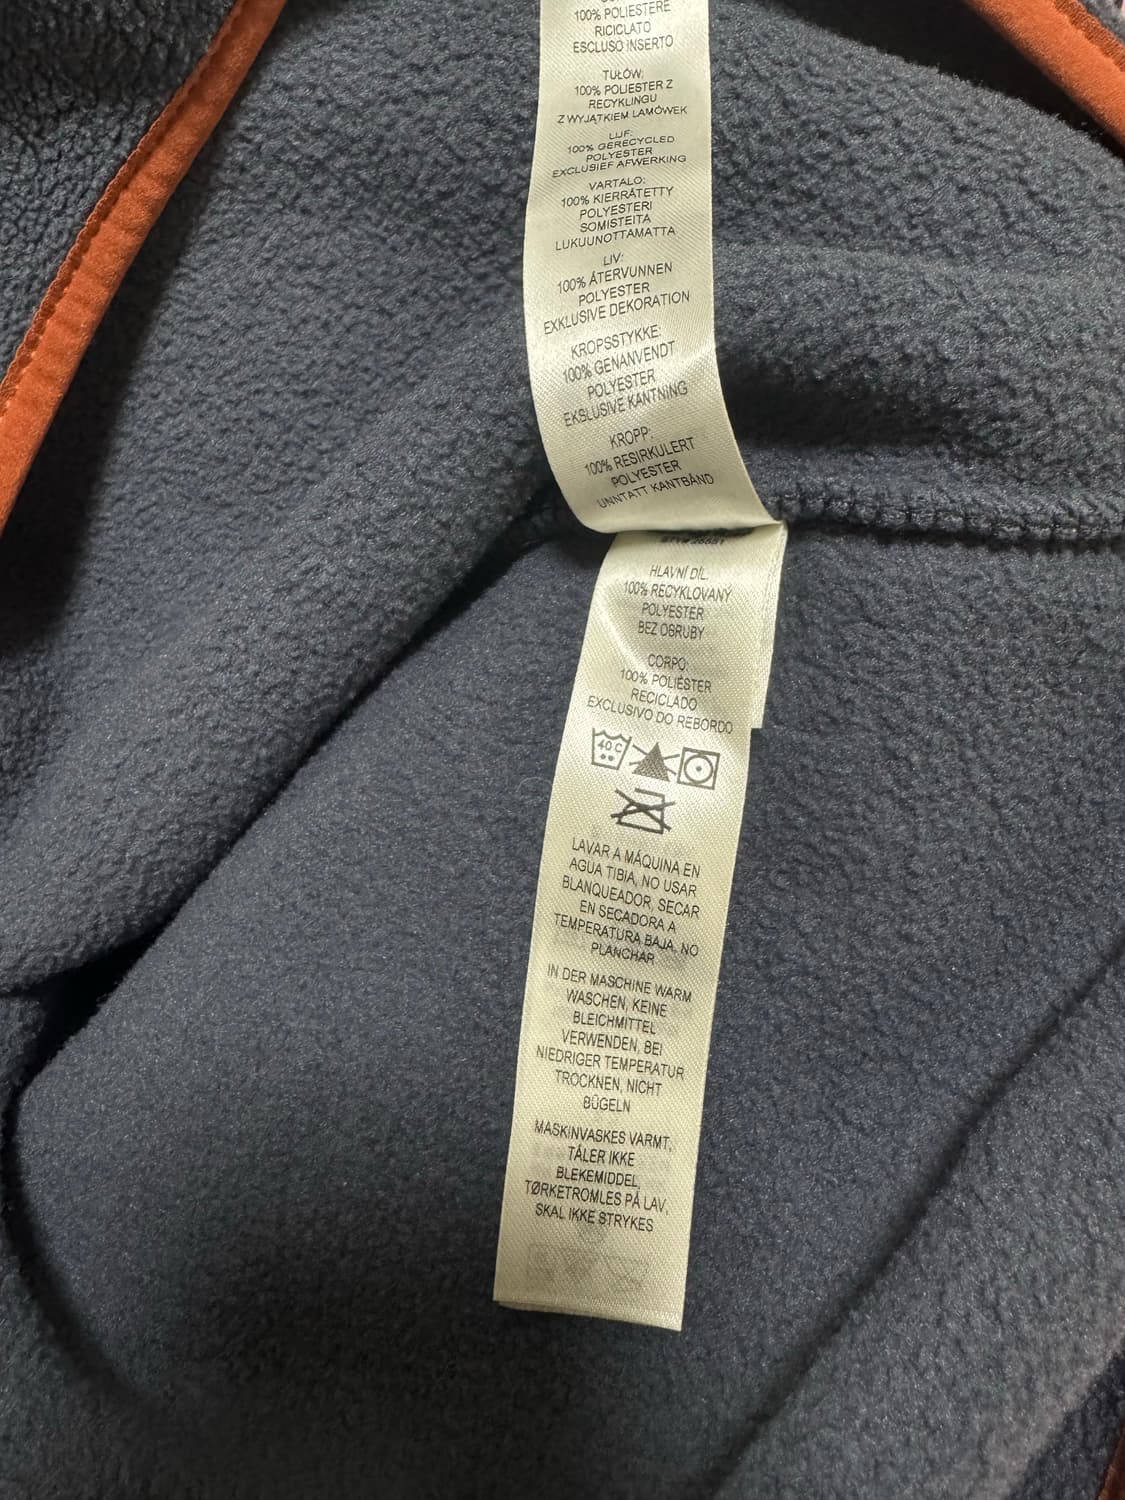 100% POLIESTERE
RICICLATO
ESCLUSO INSERTO
TUŁÓW:
100% POLIESTER Z
RECYKLINGU
Z WYJĄTKIEM LAMÓWEK
LIJF:
100% GERECYCLED
POLYESTER
EXCLUSIEF AFWERKING
VARTALO:
100% KIERRÄTETTY
POLYESTERI
SOMISTEITA
LUKUUNOTTAMATTA
LIV:
100% ÅTERVUNNEN
POLYESTER
EXKLUSIVE DEKORATION
KROPSSTYKKE:
100% GENANVENDT
POLYESTER
EKSLUSIVE KANTNING
KROPP:
100% RESIRKULERT
POLYESTER
UNNTATT KANTBÅND
HLAVNÍ DÍL:
100% RECYKLOVANÝ
POLYESTER
BEZ OBRUBY
CORPO:
100% POLIÉSTER
RECICLADO
EXCLUSIVO DO REBORDO
40 C
LAVAR A MÁQUINA EN
AGUA TIBIA, NO USAR
BLANQUEADOR, SECAR
EN SECADORA A
TEMPERATURA BAJA, NO
PLANCHAR
IN DER MASCHINE WARM
WASCHEN, KEINE
BLEICHMITTEL
VERWENDEN, BEI
NIEDRIGER TEMPERATUR
TROCKNEN, NICHT
BÜGELN
MASKINVASKES VARMT,
TÅLER IKKE
BLEKEMIDDEL,
TØRKETROMLES PÅ LAV,
SKAL IKKE STRYKES